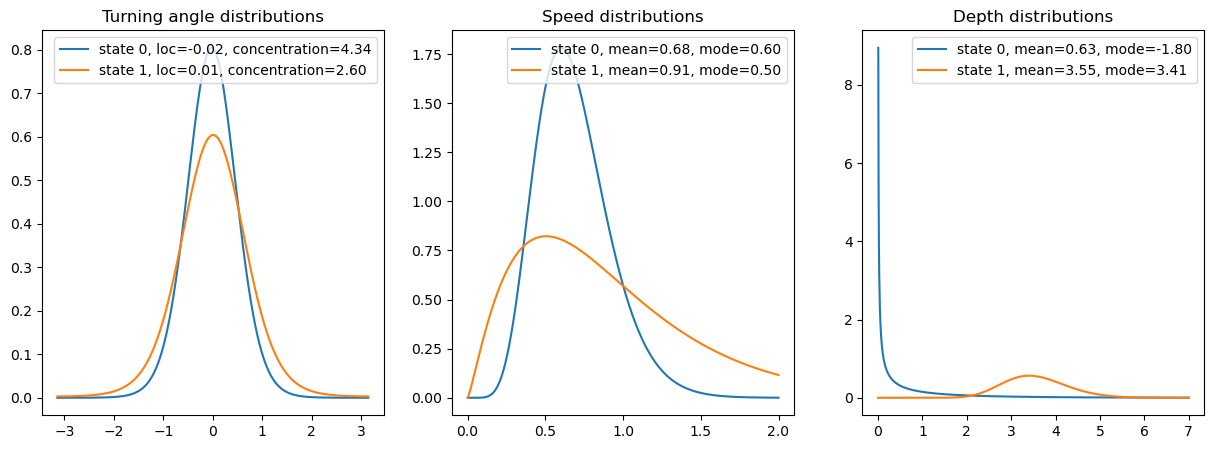 Turning angle distributions
state 0, loc=-0.02, concentration=4.34
state 1, loc=0.01, concentration=2.60
0.8
0.7
0.6
0.5
0.4
0.3
0.2
0.1
0.0
−3 −2 −1 0 1 2 3
Speed distributions
state 0, mean=0.68, mode=0.60
state 1, mean=0.91, mode=0.50
1.75
1.50
1.25
1.00
0.75
0.50
0.25
0.00
0.0 0.5 1.0 1.5 2.0
Depth distributions
state 0, mean=0.63, mode=-1.80
state 1, mean=3.55, mode=3.41
8
6
4
2
0
0 1 2 3 4 5 6 7